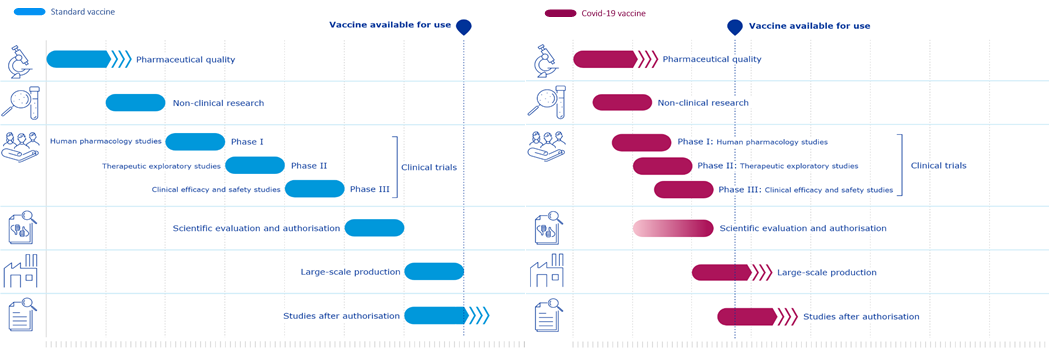 Standard vaccine
Vaccine available for use
Pharmaceutical quality
Non-clinical research
Human pharmacology studies Phase I
Therapeutic exploratory studies Phase II
Clinical trials
Clinical efficacy and safety studies Phase III
Scientific evaluation and authorisation
Large-scale production
Studies after authorisation
Covid-19 vaccine
Vaccine available for use
Pharmaceutical quality
Non-clinical research
Phase I: Human pharmacology studies
Phase II: Therapeutic exploratory studies
Clinical trials
Phase III: Clinical efficacy and safety studies
Scientific evaluation and authorisation
Large-scale production
Studies after authorisation